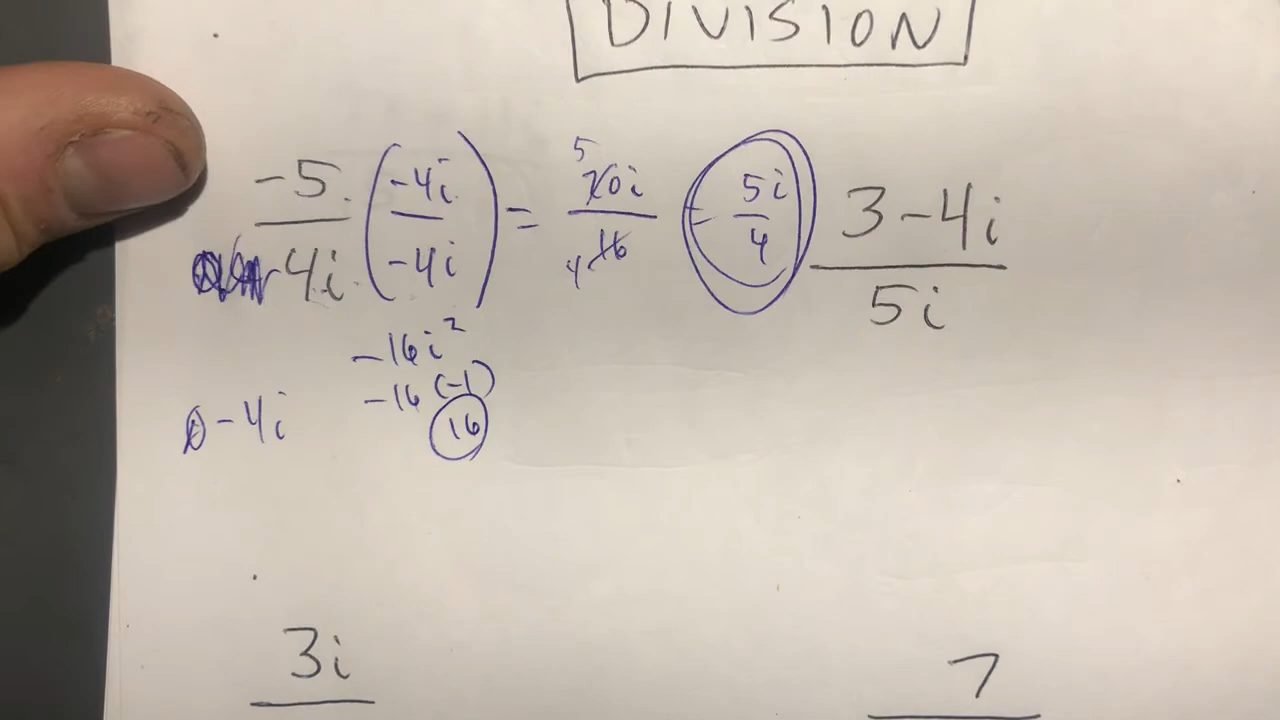 DIVISION
-5/4i (-4i/-4i) = 20i/16 5 4 = 5i/4
-16i²
-16(-1)
16
0-4i
3-4i/5i
3i
7